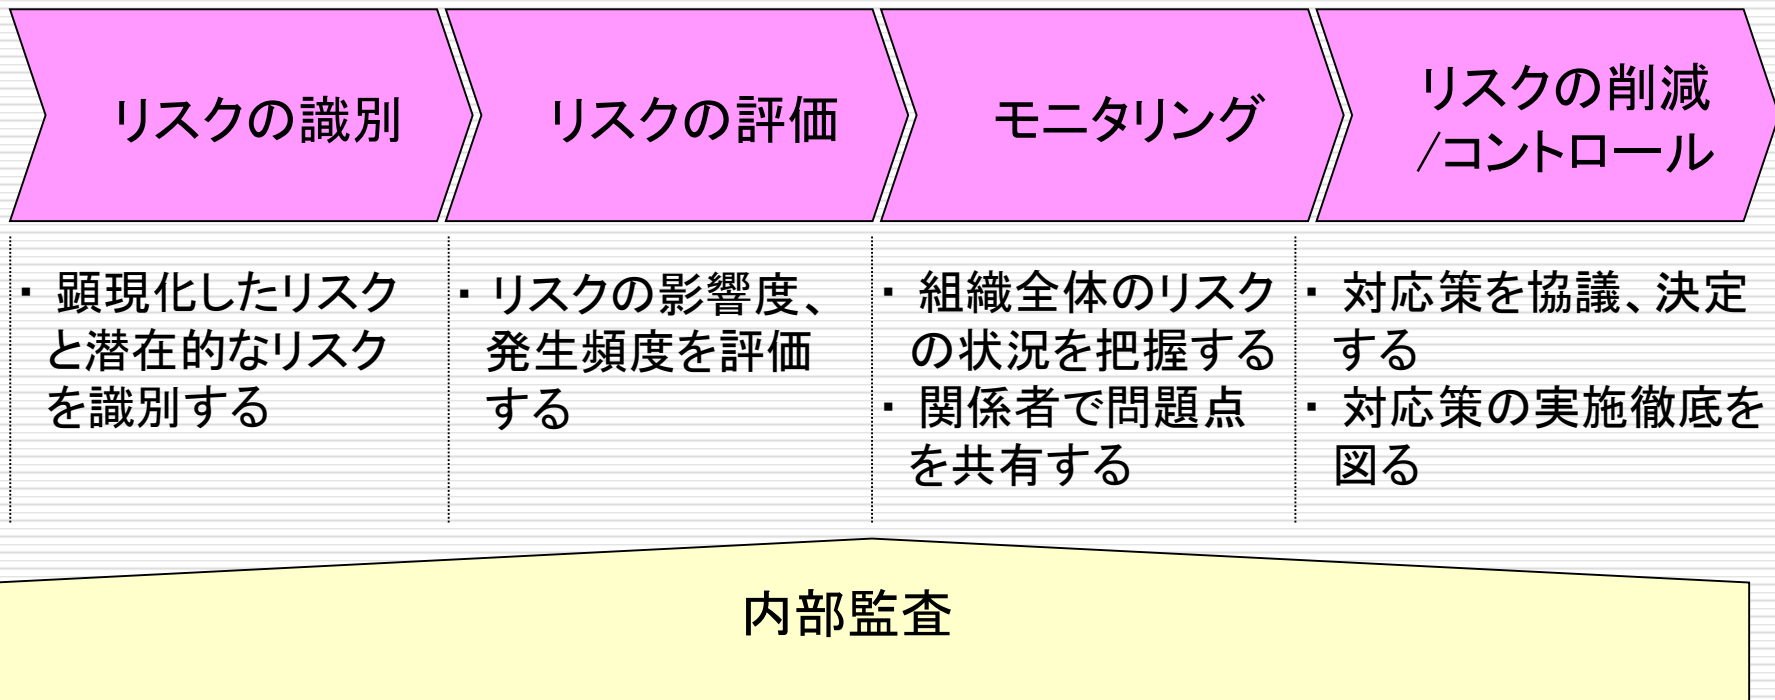 リスクの識別
リスクの評価
モニタリング
リスクの削減
/コントロール
・ 顕現化したリスク
と潜在的なリスク
を識別する
・ リスクの影響度、
発生頻度を評価
する
・ 組織全体のリスク
の状況を把握する
・ 関係者で問題点
を共有する
・ 対応策を協議、決定
する
・ 対応策の実施徹底を
図る
内部監査